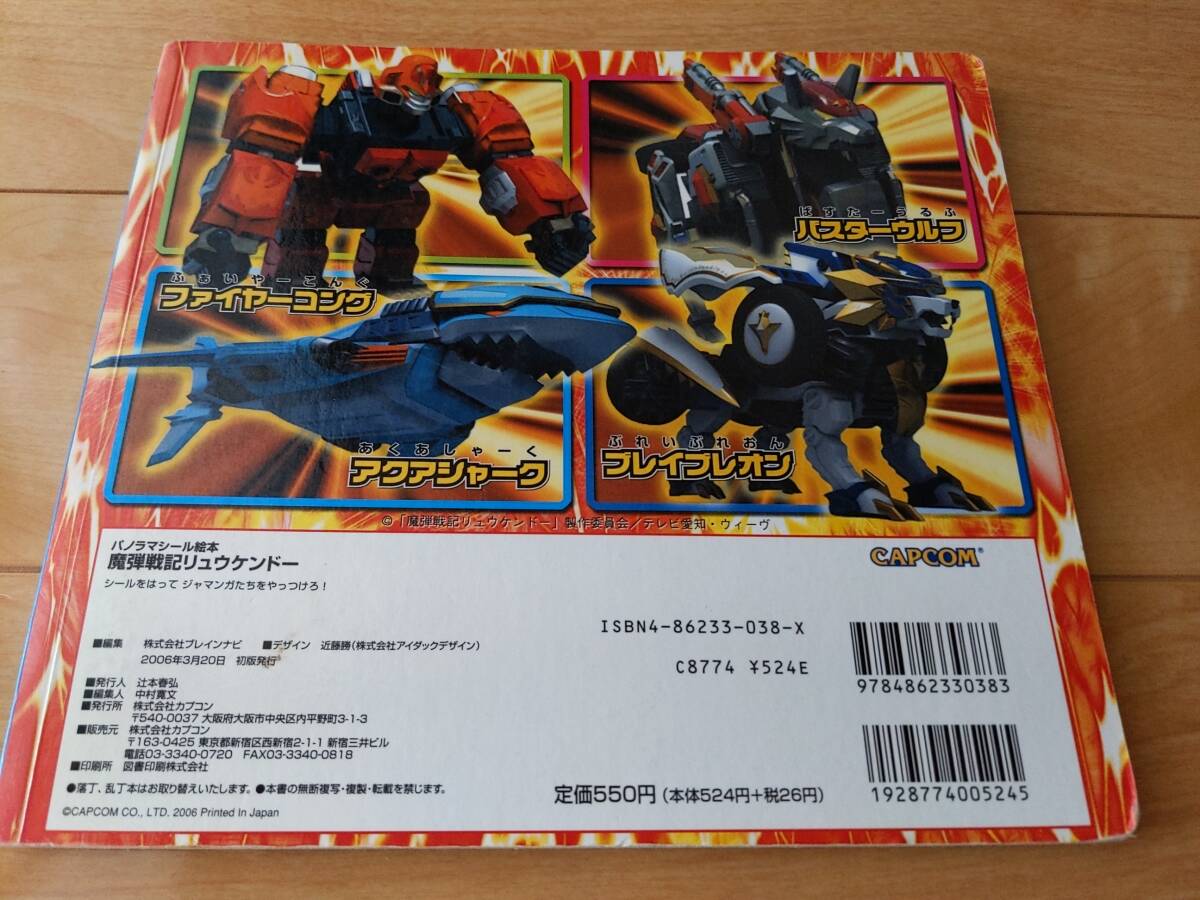 ばすたーうるふ
バスターウルフ
ふぁいやーこんぐ
ファイヤーコング
あくあしゃーく
アクアシャーク
ぶれいぶれおん
ブレイブレオン
©「魔弾戦記リュウケンドー」製作委員会／テレビ愛知・ウィーヴ
パノラマシール絵本
魔弾戦記リュウケンドー
シールをはって ジャマンガたちをやっつけろ！
CAPCOM®
■編集 株式会社ブレインナビ ■デザイン 近藤勝(株式会社アイダックデザイン)
2006年3月20日 初版発行
■発行人 辻本春弘
■編集人 中村寛文
■発行所 株式会社カプコン
〒540-0037 大阪府大阪市中央区内平野町3-1-3
■販売元 株式会社カプコン
〒163-0425 東京都新宿区西新宿2-1-1 新宿三井ビル
電話03-3340-0720 FAX03-3340-0818
■印刷所 図書印刷株式会社
●落丁、乱丁本はお取り替えいたします。●本書の無断複写・複製・転載を禁じます。
©CAPCOM CO., LTD. 2006 Printed In Japan
ISBN4-86233-038-X
C8774 ¥524E
9784862330383
1928774005245
定価550円(本体524円+税26円)